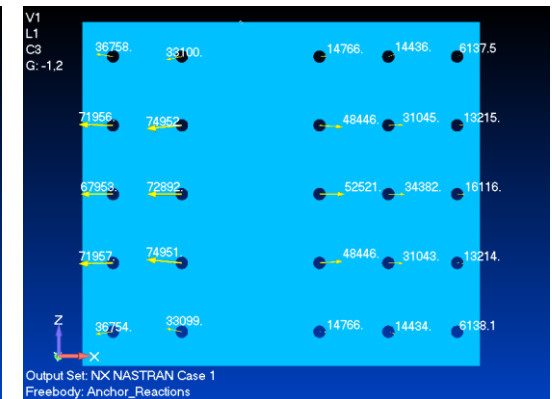 V1
L1
C3
G: -1,2
36758. 33100. 14766. 14436. 6137.5
71956. 74952. 48446. 31045. 13215.
67953. 72892. 52521. 34382. 16116.
71957. 74951. 48446. 31043. 13214.
36754. 33099. 14766. 14434. 6138.1
Z
Y X
Output Set: NX NASTRAN Case 1
Freebody: Anchor_Reactions